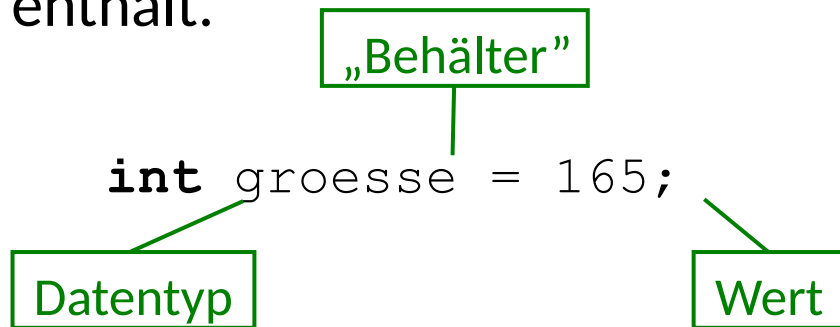 enthält.
„Behälter”
int groesse = 165;
Datentyp
Wert